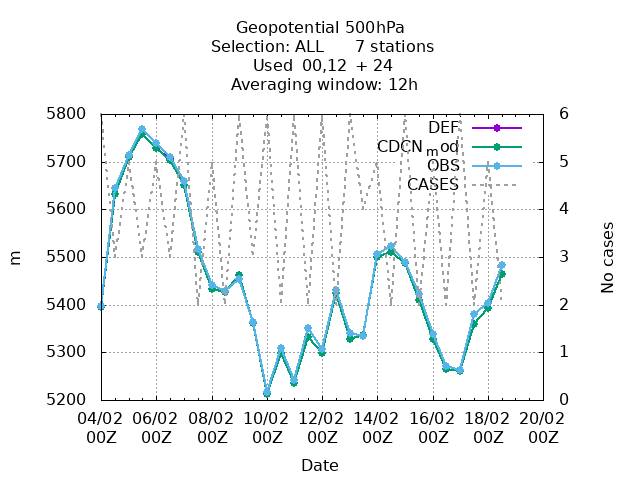 Geopotential 500hPa
Selection: ALL 7 stations
Used 00,12 + 24
Averaging window: 12h
5800
5700
5600
5500
5400
5300
5200
m
6
5
4
3
2
1
0
No cases
DEF
CDCN_mod
OBS
CASES
04/02 06/02 08/02 10/02 12/02 14/02 16/02 18/02 20/02
00Z 00Z 00Z 00Z 00Z 00Z 00Z 00Z 00Z
Date